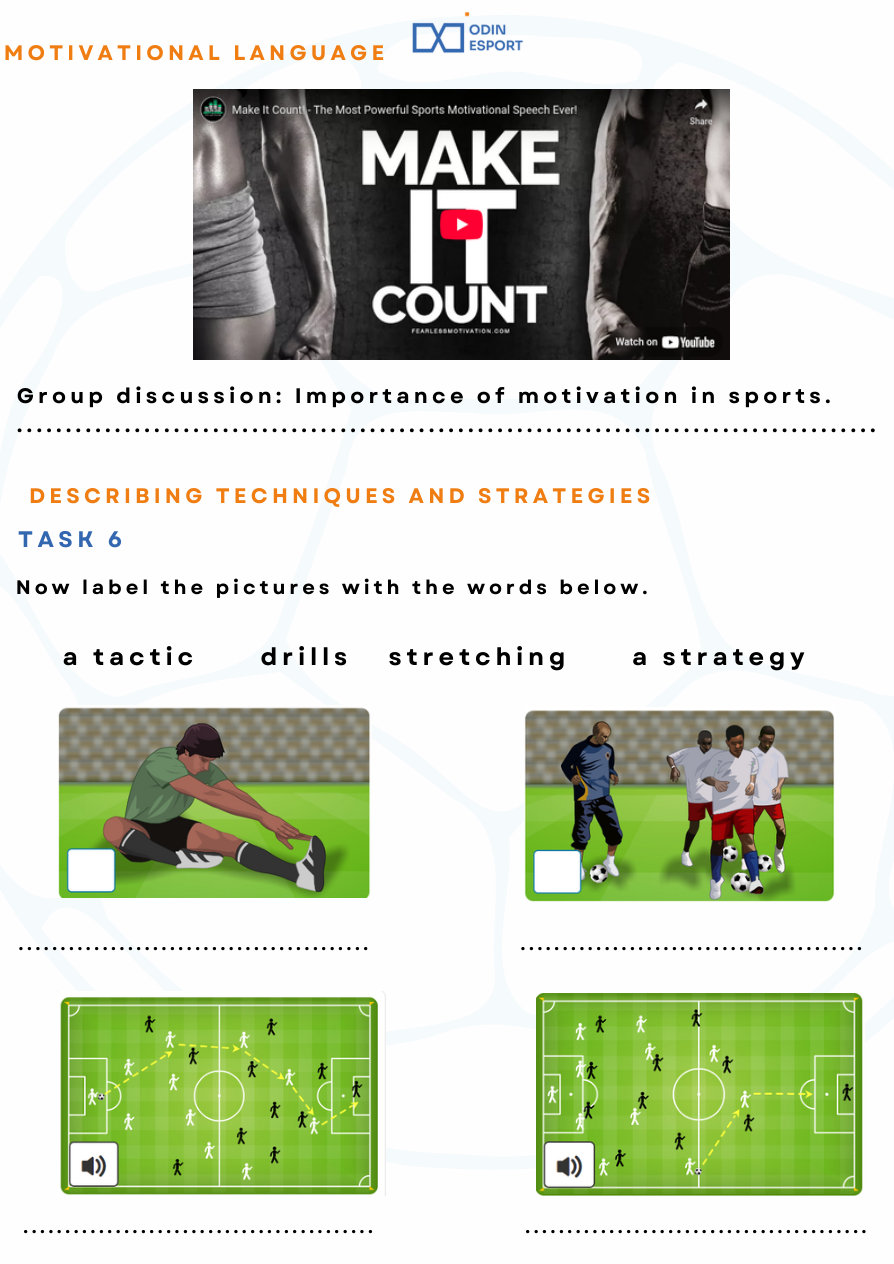 MOTIVATIONAL LANGUAGE
ODIN
ESPORT
Make It Count! - The Most Powerful Sports Motivational Speech Ever!
Share
MAKE
IT
COUNT
FEARLESSMOTIVATION.COM
Watch on YouTube
Group discussion: Importance of motivation in sports.
DESCRIBING TECHNIQUES AND STRATEGIES
TASK 6
Now label the pictures with the words below.
a tactic drills stretching a strategy